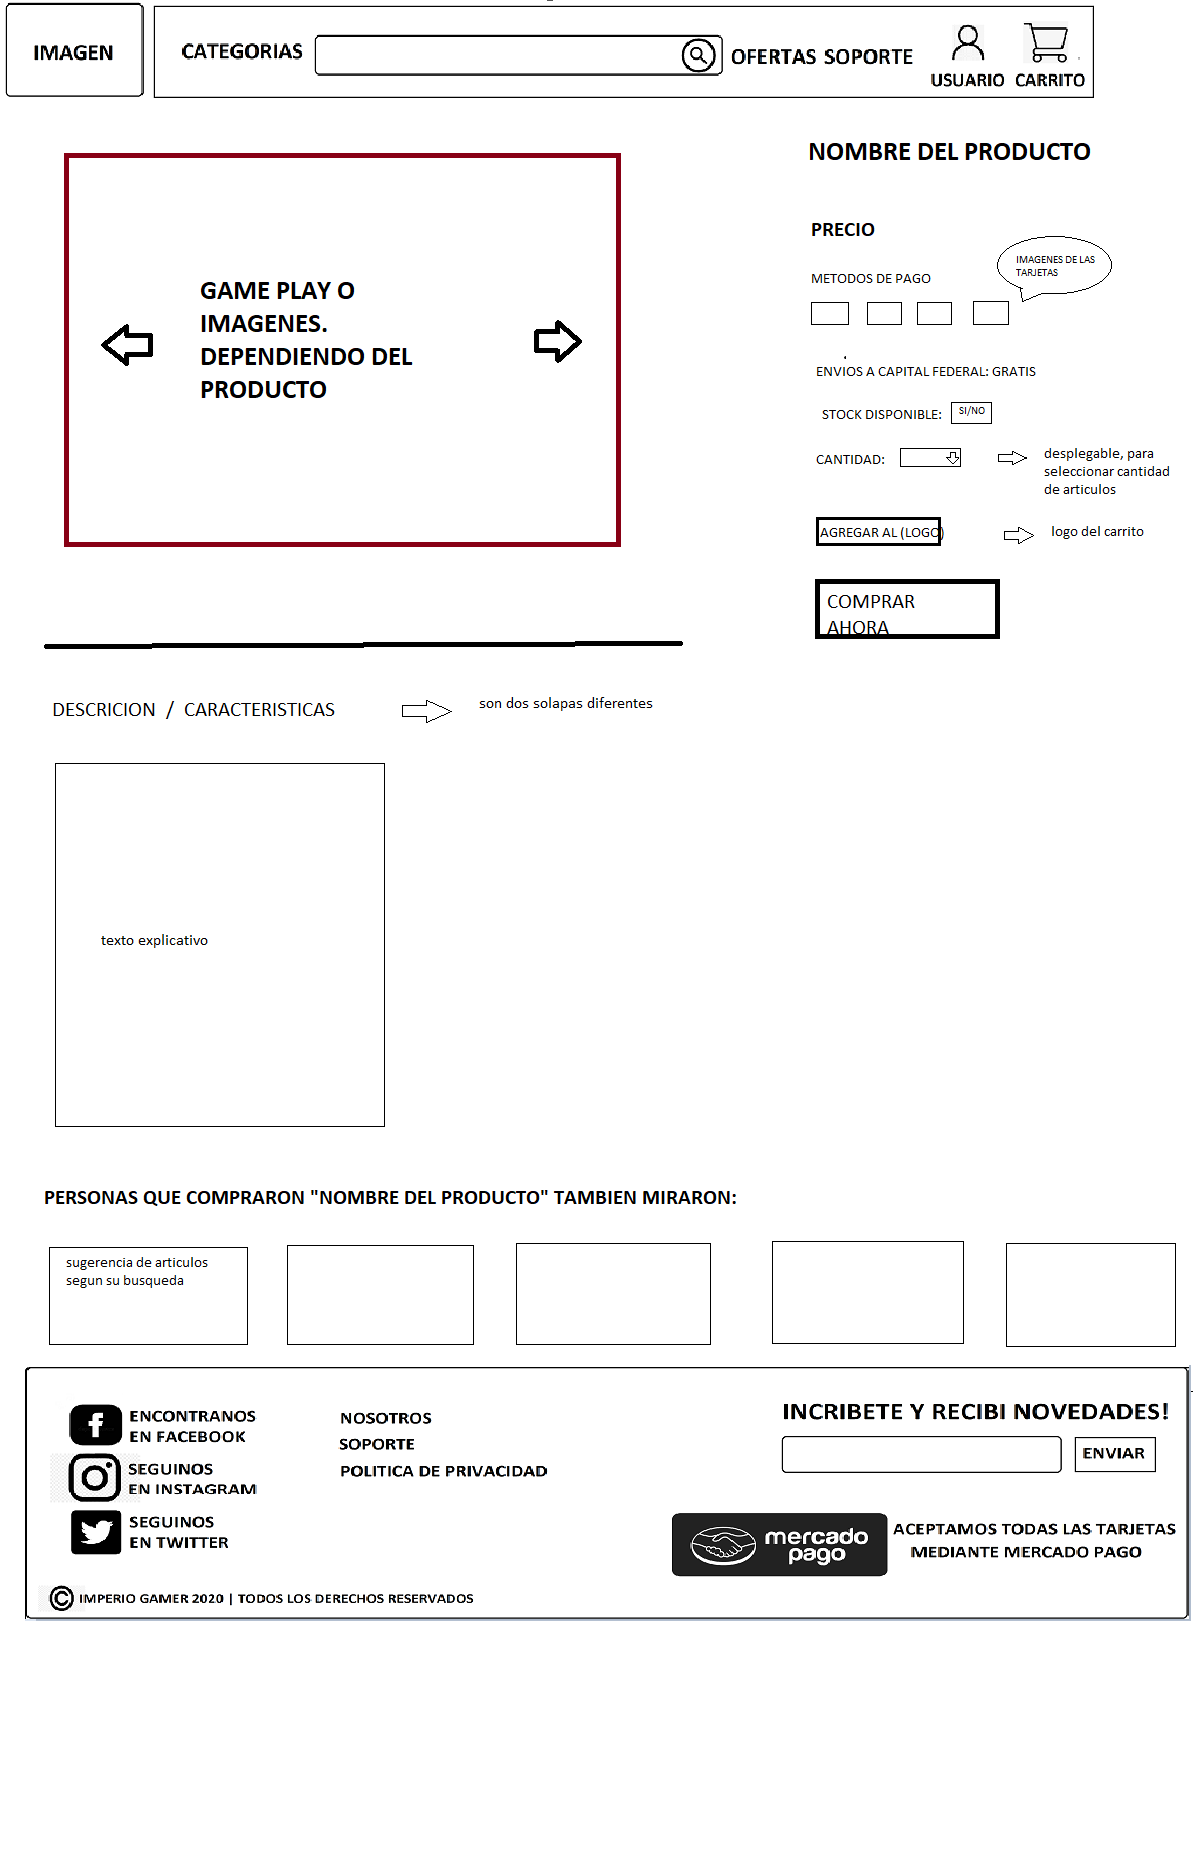 IMAGEN
CATEGORIAS
OFERTAS SOPORTE
USUARIO CARRITO
NOMBRE DEL PRODUCTO
PRECIO
IMAGENES DE LAS
TARJETAS
METODOS DE PAGO
GAME PLAY O
IMAGENES.
DEPENDIENDO DEL
PRODUCTO
ENVIOS A CAPITAL FEDERAL: GRATIS
STOCK DISPONIBLE: SI/NO
CANTIDAD:
desplegable, para
seleccionar cantidad
de articulos
AGREGAR AL (LOGO)
logo del carrito
COMPRAR
AHORA
DESCRICION / CARACTERISTICAS
son dos solapas diferentes
texto explicativo
PERSONAS QUE COMPRARON "NOMBRE DEL PRODUCTO" TAMBIEN MIRARON:
sugerencia de articulos
segun su busqueda
ENCONTRANOS
EN FACEBOOK
SEGUINOS
EN INSTAGRAM
SEGUINOS
EN TWITTER
NOSOTROS
SOPORTE
POLITICA DE PRIVACIDAD
INCRIBETE Y RECIBI NOVEDADES!
ENVIAR
mercado
pago
ACEPTAMOS TODAS LAS TARJETAS
MEDIANTE MERCADO PAGO
© IMPERIO GAMER 2020 | TODOS LOS DERECHOS RESERVADOS